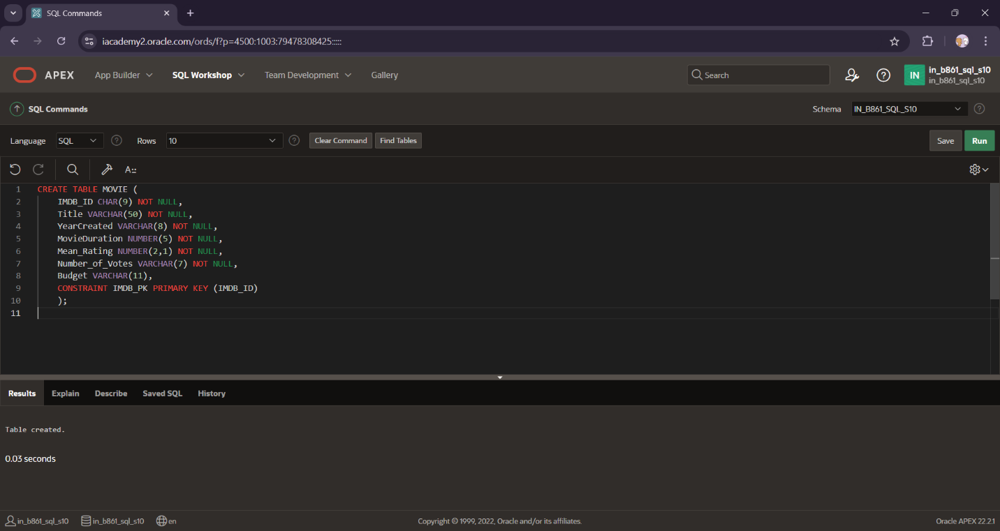 SQL Commands
iacademy2.oracle.com/ords/f?p=4500:1003:79478308425:::::
APEX App Builder SQL Workshop Team Development Gallery Search IN in_b861_sql_s10
in_b861_sql_s10
SQL Commands Schema IN_B861_SQL_S10
Language SQL Rows 10 Clear Command Find Tables Save Run
A::
1 CREATE TABLE MOVIE (
2 IMDB_ID CHAR(9) NOT NULL,
3 Title VARCHAR(50) NOT NULL,
4 YearCreated VARCHAR(8) NOT NULL,
5 MovieDuration NUMBER(5) NOT NULL,
6 Mean_Rating NUMBER(2,1) NOT NULL,
7 Number_of_Votes VARCHAR(7) NOT NULL,
8 Budget VARCHAR(11),
9 CONSTRAINT IMDB_PK PRIMARY KEY (IMDB_ID)
10 );
11
Results Explain Describe Saved SQL History
Table created.
0.03 seconds
in_b861_sql_s10 in_b861_sql_s10 en Copyright © 1999, 2022, Oracle and/or its affiliates. Oracle APEX 22.2.1